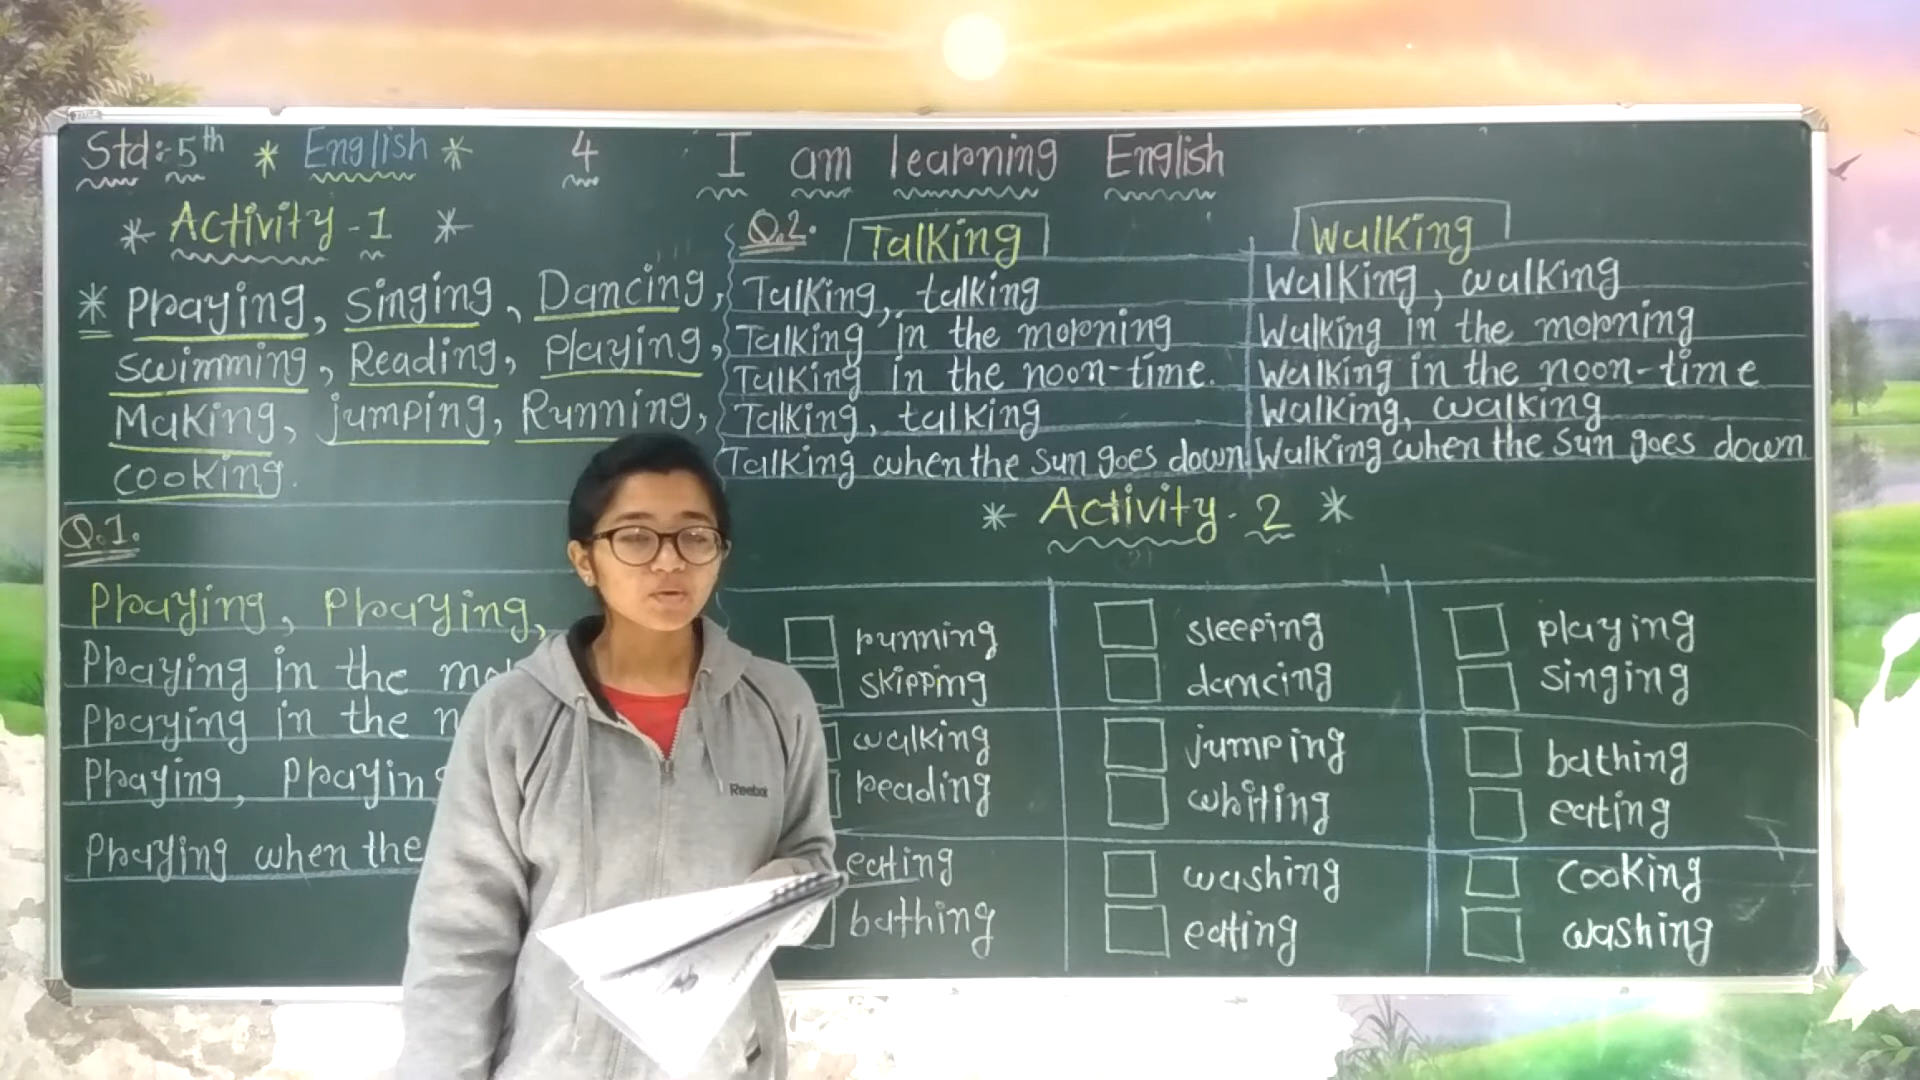 Std: 5th * English * 4 I am learning English
* Activity - 1 *
* Praying, Singing, Dancing,
swimming, Reading, Playing,
Making, jumping, Running,
cooking.
Q.1.
Praying, Praying,
Praying in the
Praying in the
Praying,
Praying when the
Q.2. Talking
Talking, talking
Talking in the morning
Talking in the noon-time.
Talking, talking
Talking when the sun goes down
Walking
Walking, walking
Walking in the morning
Walking in the noon-time
Walking, walking
Walking when the sun goes down
* Activity - 2 *
running
skipping
sleeping
dancing
playing
singing
walking
reading
jumping
writing
bathing
eating
eating
bathing
washing
eating
cooking
washing
Reebok